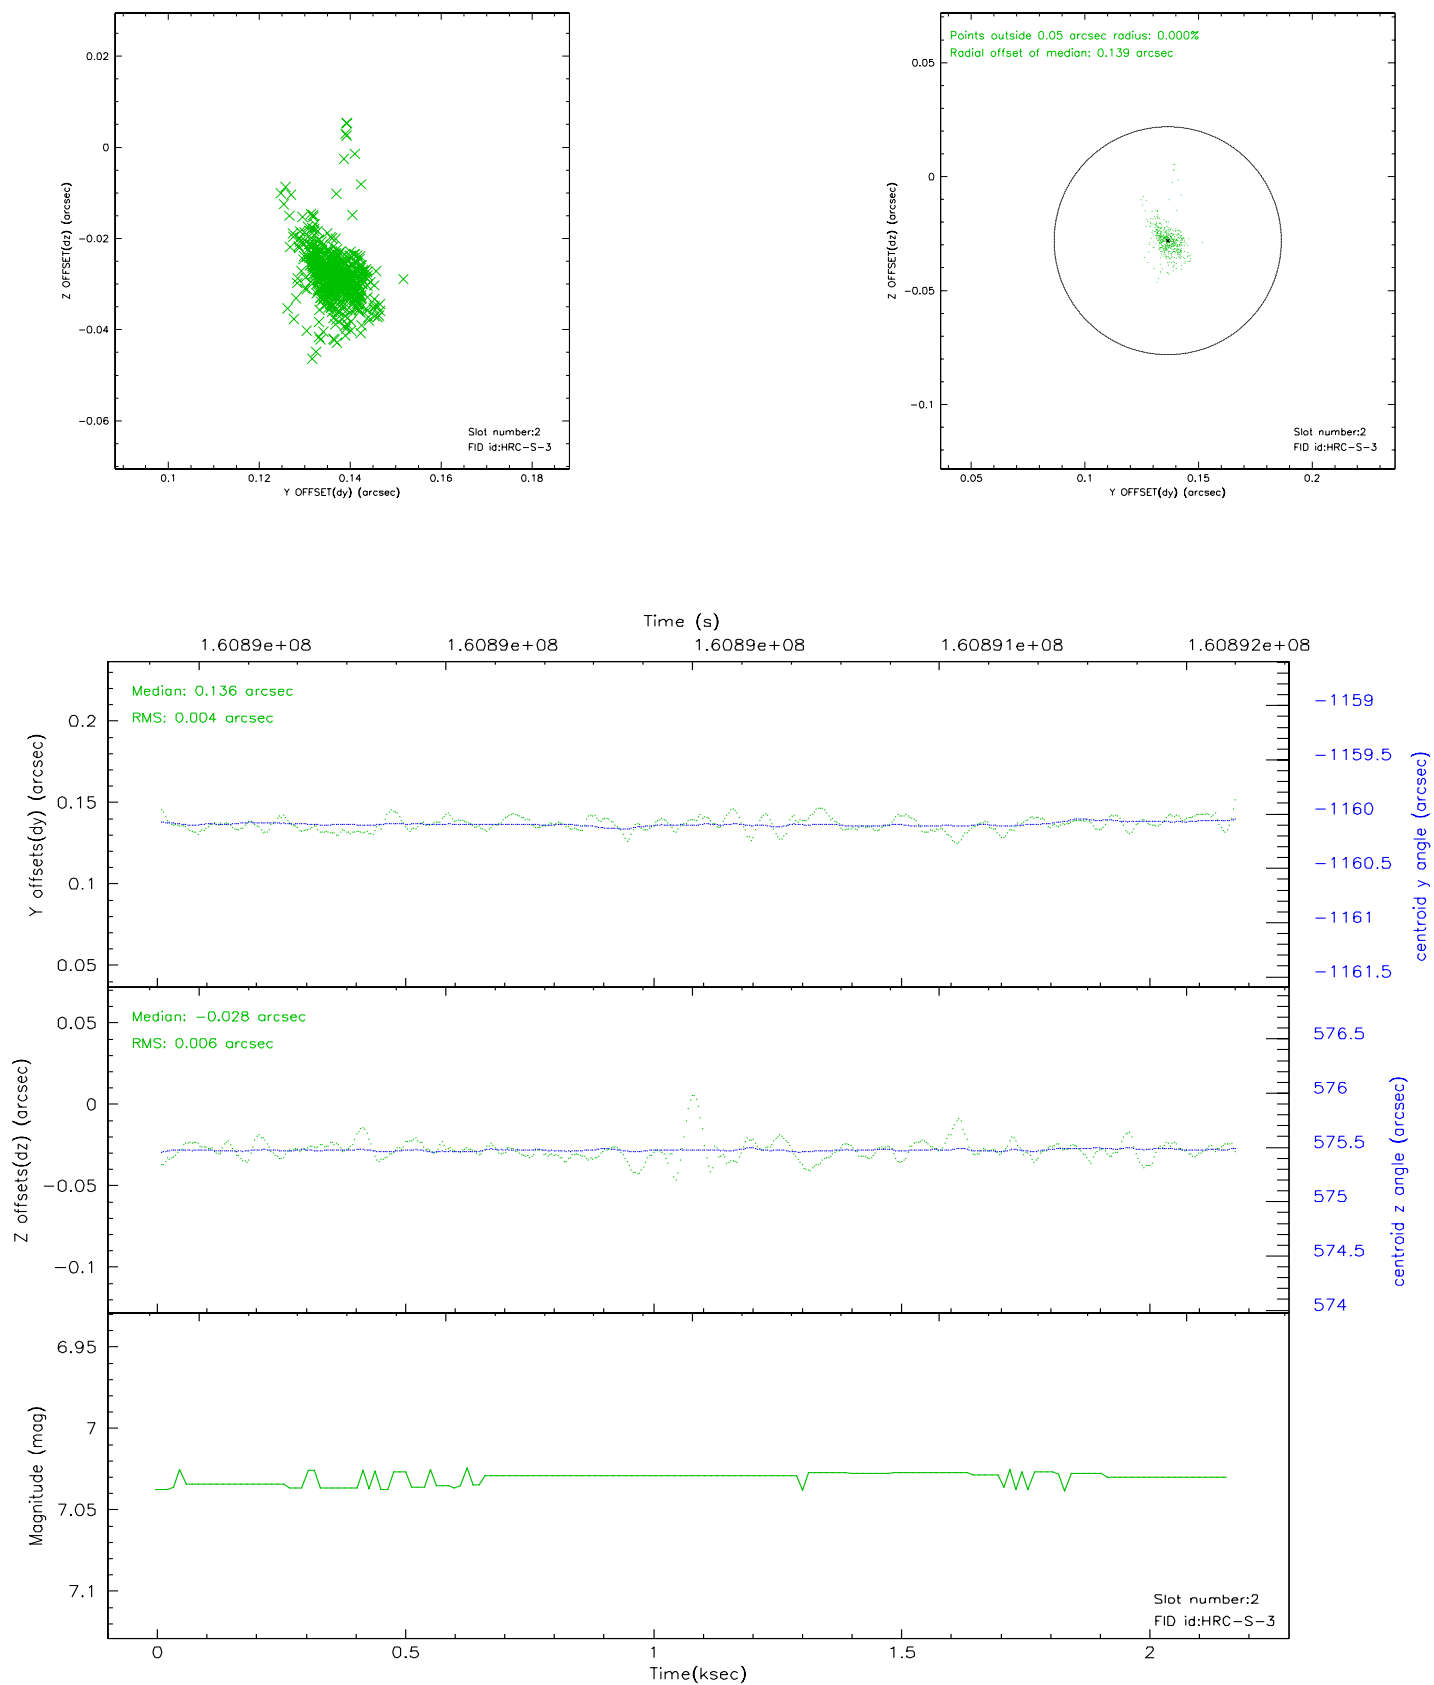 0.02
0
-0.02
-0.04
-0.06
Z OFFSET(dz) (arcsec)
Slot number:2
FID id:HRC-S-3
0.1 0.12 0.14 0.16 0.18
Y OFFSET(dy) (arcsec)
Points outside 0.05 arcsec radius: 0.000%
Radial offset of median: 0.139 arcsec
0.05
0
-0.05
-0.1
Z OFFSET(dz) (arcsec)
Slot number:2
FID id:HRC-S-3
0.05 0.1 0.15 0.2
Y OFFSET(dy) (arcsec)
Time (s)
1.6089e+08 1.6089e+08 1.6089e+08 1.60891e+08 1.60892e+08
Median: 0.136 arcsec
RMS: 0.004 arcsec
0.2
0.15
0.1
0.05
Y offsets(dy) (arcsec)
-1159
-1159.5
-1160
-1160.5
-1161
-1161.5
centroid y angle (arcsec)
Median: -0.028 arcsec
RMS: 0.006 arcsec
0.05
0
-0.05
-0.1
Z offsets(dz) (arcsec)
576.5
576
575.5
575
574.5
574
centroid z angle (arcsec)
6.95
7
7.05
7.1
Magnitude (mag)
Slot number:2
FID id:HRC-S-3
0 0.5 1 1.5 2
Time(ksec)